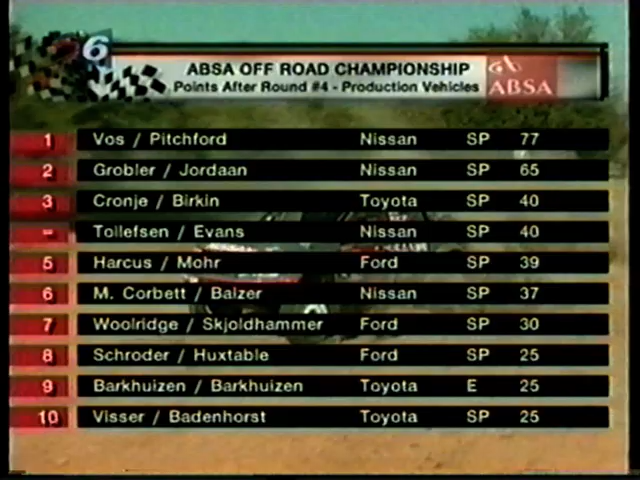 6
ABSA OFF ROAD CHAMPIONSHIP
Points After Round #4 - Production Vehicles
ABSA
1 Vos / Pitchford Nissan SP 77
2 Grobler / Jordaan Nissan SP 65
3 Cronje / Birkin Toyota SP 40
= Tollefsen / Evans Nissan SP 40
5 Harcus / Mohr Ford SP 39
6 M. Corbett / Balzer Nissan SP 37
7 Woolridge / Skjoldhammer Ford SP 30
8 Schroder / Huxtable Ford SP 25
9 Barkhuizen / Barkhuizen Toyota E 25
10 Visser / Badenhorst Toyota SP 25